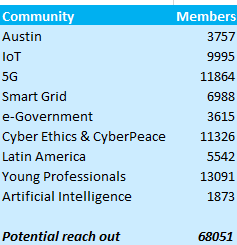 Community Members
Austin 3757
IoT 9995
5G 11864
Smart Grid 6988
e-Government 3615
Cyber Ethics & CyberPeace 11326
Latin America 5542
Young Professionals 13091
Artificial Intelligence 1873
Potential reach out 68051